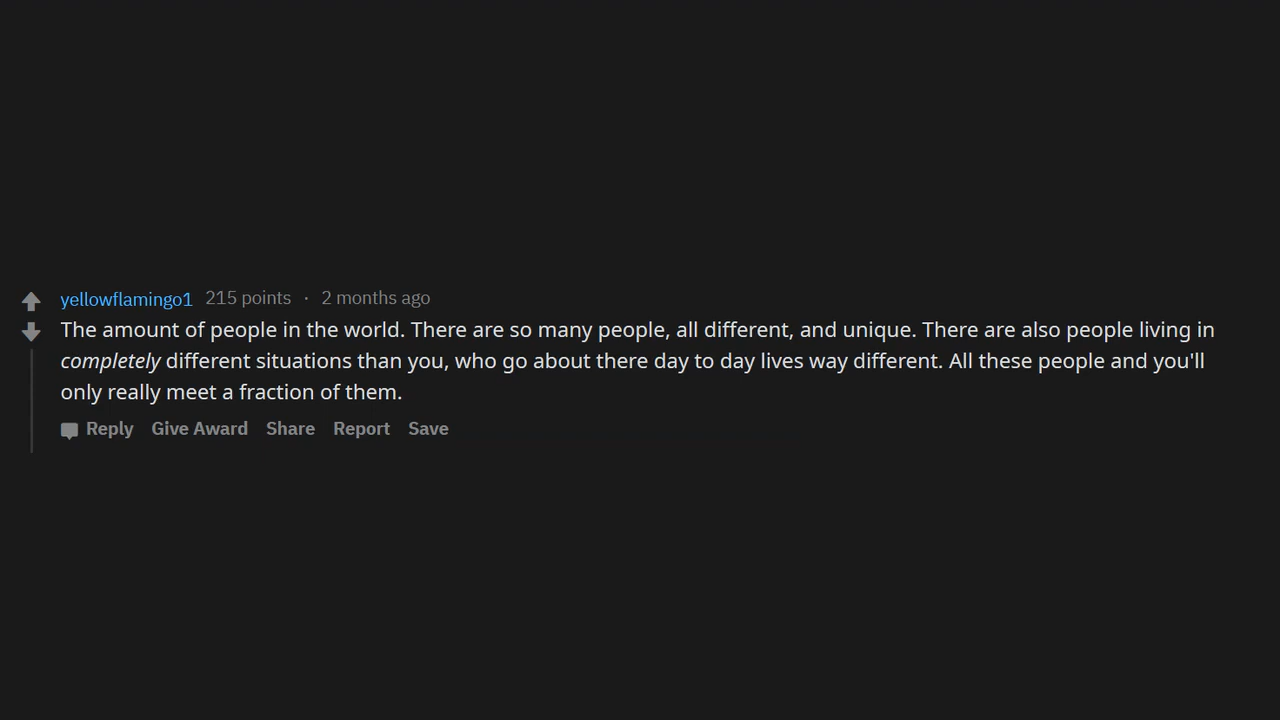 yellowflamingo1 215 points · 2 months ago
The amount of people in the world. There are so many people, all different, and unique. There are also people living in
completely different situations than you, who go about there day to day lives way different. All these people and you'll
only really meet a fraction of them.
Reply Give Award Share Report Save